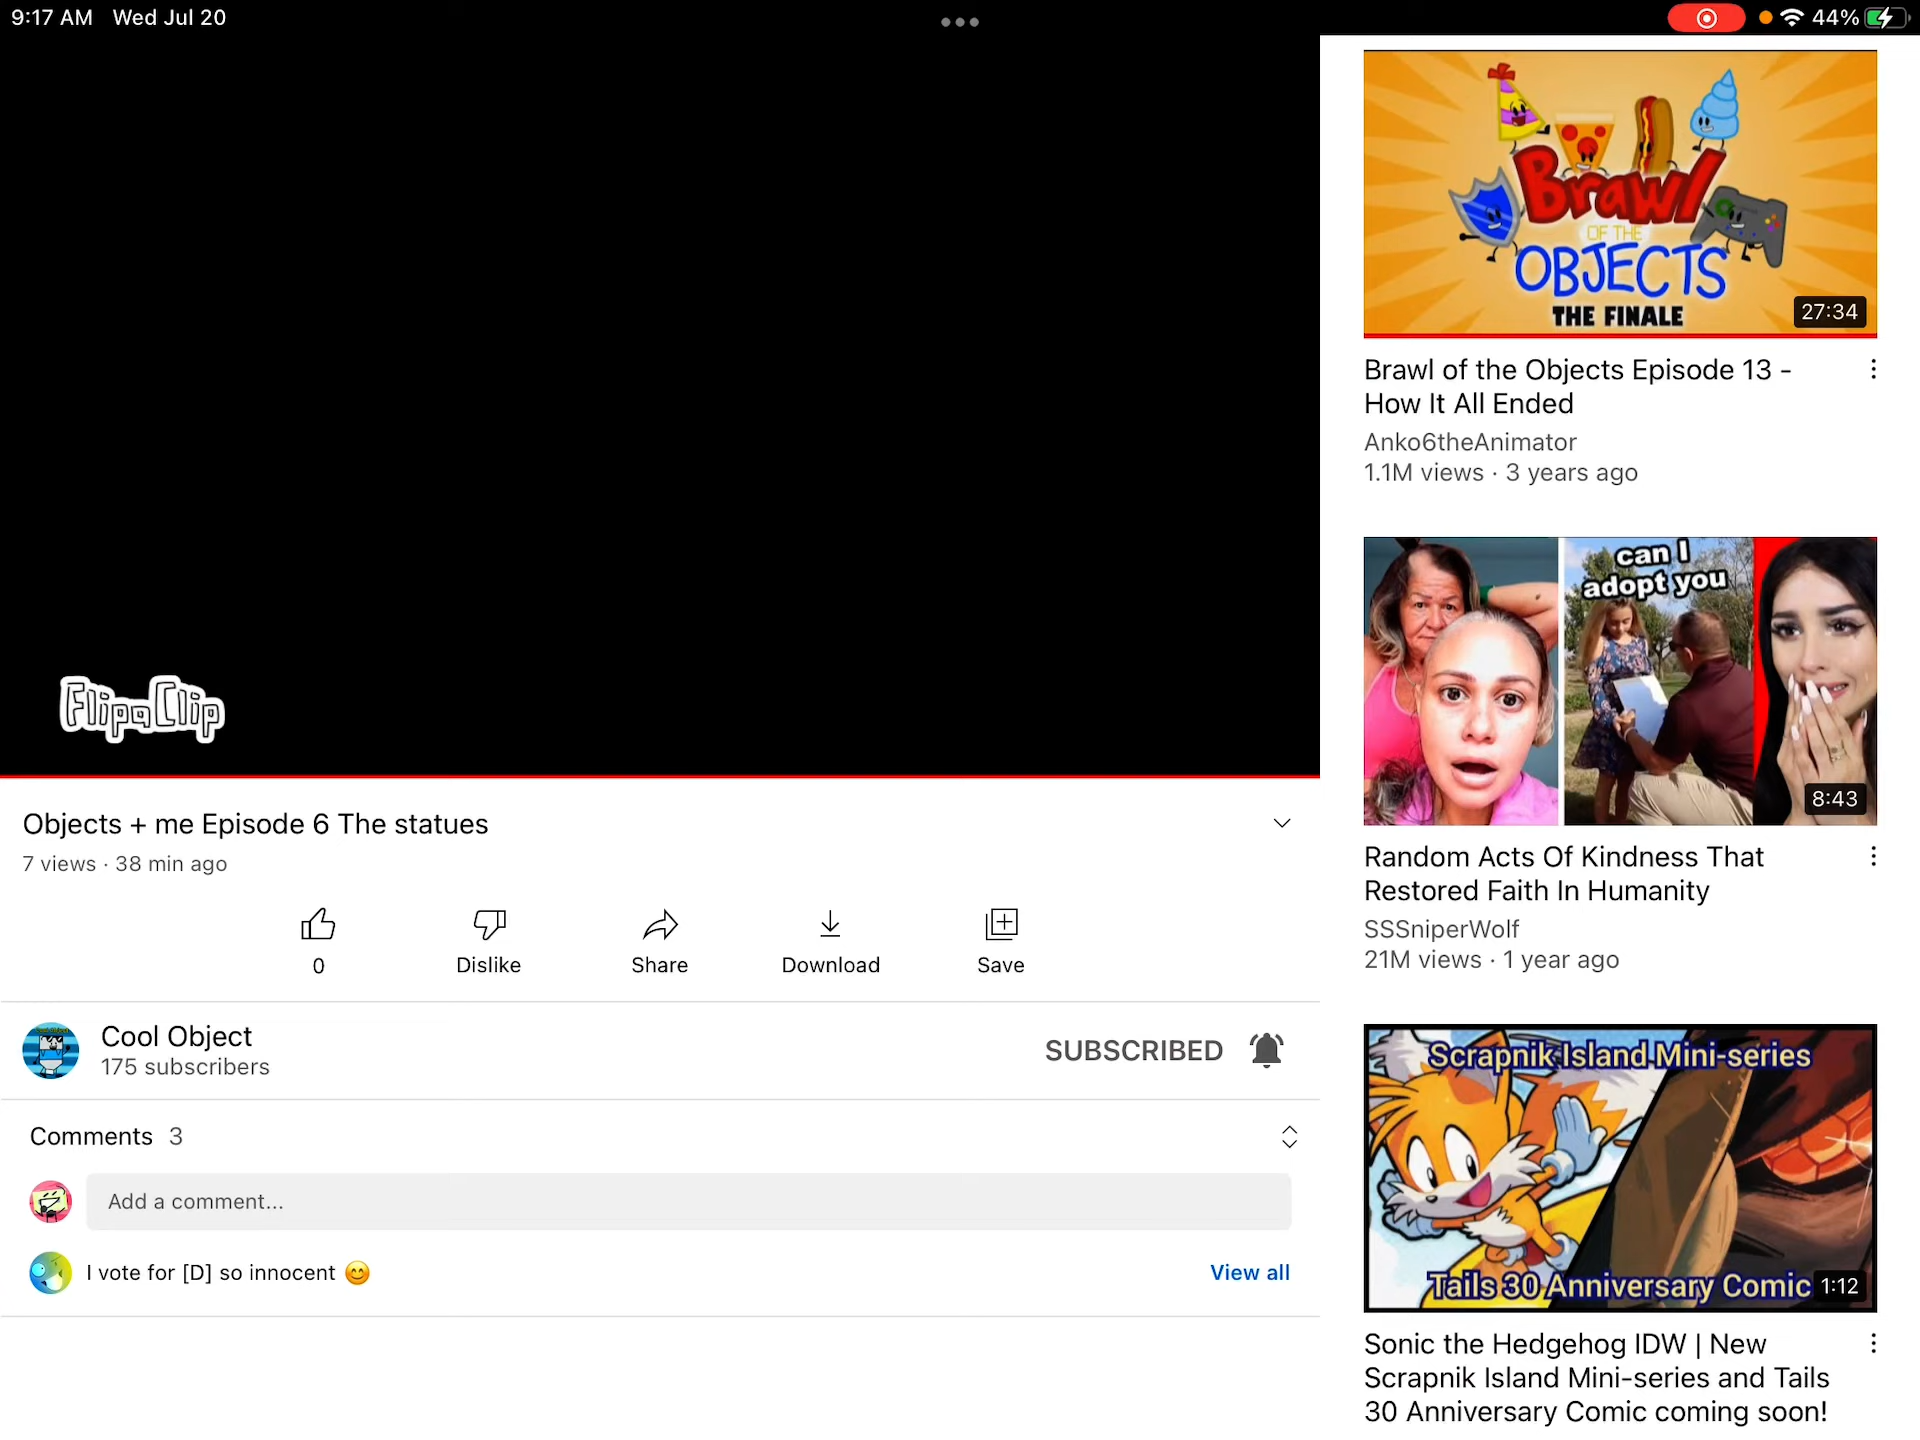 9:17 AM Wed Jul 20
44%
FlipaClip
Objects + me Episode 6 The statues
7 views · 38 min ago
0
Dislike
Share
Download
Save
Cool Object
175 subscribers
SUBSCRIBED
Comments 3
Add a comment...
I vote for [D] so innocent 😊
View all
Brawl
OF THE
OBJECTS
THE FINALE
27:34
Brawl of the Objects Episode 13 -
How It All Ended
Anko6theAnimator
1.1M views · 3 years ago
can I
adopt you
8:43
Random Acts Of Kindness That
Restored Faith In Humanity
SSSniperWolf
21M views · 1 year ago
Scrapnik Island Mini-series
Tails 30 Anniversary Comic
1:12
Sonic the Hedgehog IDW | New
Scrapnik Island Mini-series and Tails
30 Anniversary Comic coming soon!